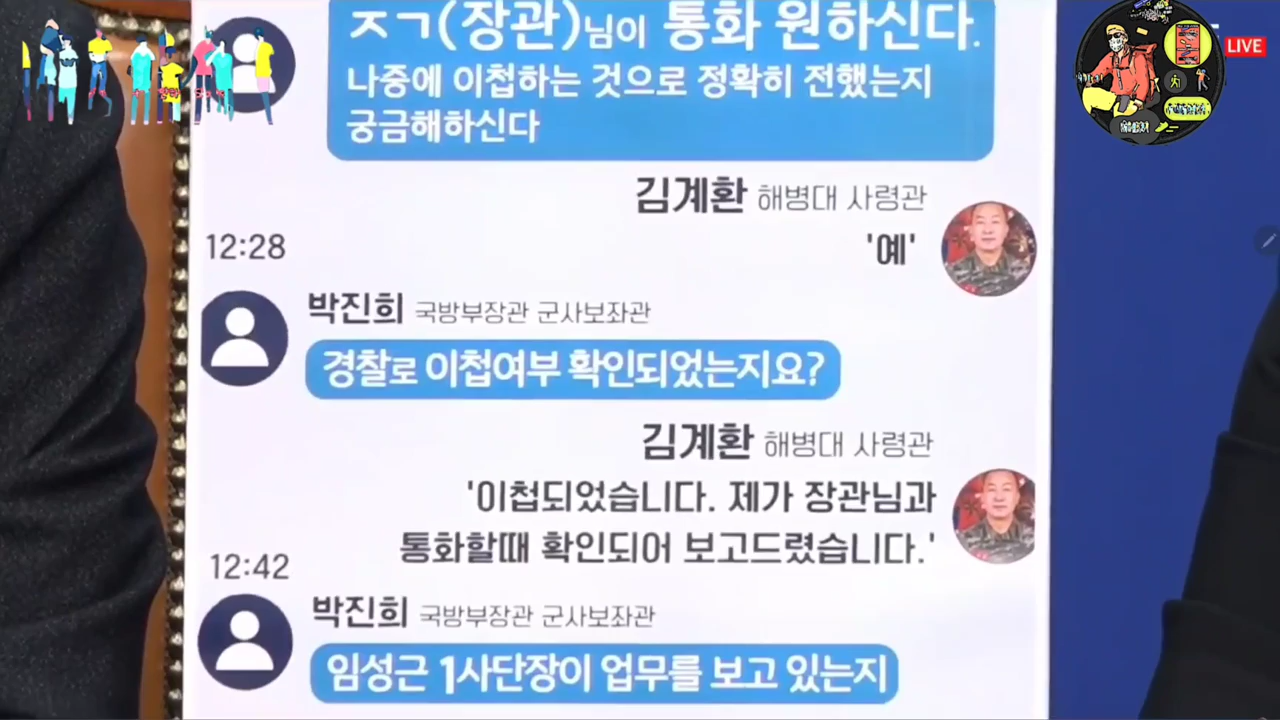 LIVE
ㅈㄱ(장관)님이 통화 원하신다.
나중에 이첩하는 것으로 정확히 전했는지
궁금해하신다
김계환 해병대 사령관
'예'
12:28
박진희 국방부장관 군사보좌관
경찰로 이첩여부 확인되었는지요?
김계환 해병대 사령관
'이첩되었습니다. 제가 장관님과
통화할때 확인되어 보고드렸습니다.'
12:42
박진희 국방부장관 군사보좌관
임성근 1사단장이 업무를 보고 있는지